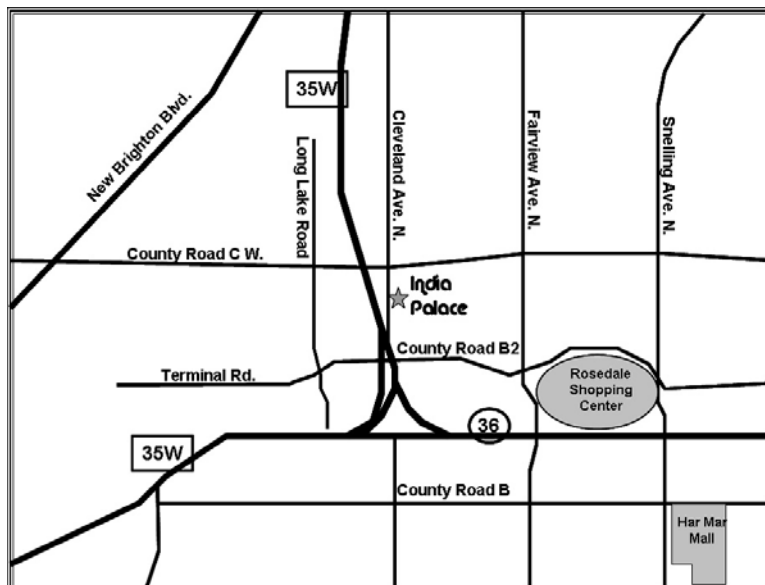 35W
New Brighton Blvd.
Long Lake Road
Cleveland Ave. N.
Fairview Ave. N.
Snelling Ave. N.
County Road C W.
India
Palace
County Road B2
Terminal Rd.
Rosedale
Shopping
Center
36
35W
County Road B
Har Mar
Mall